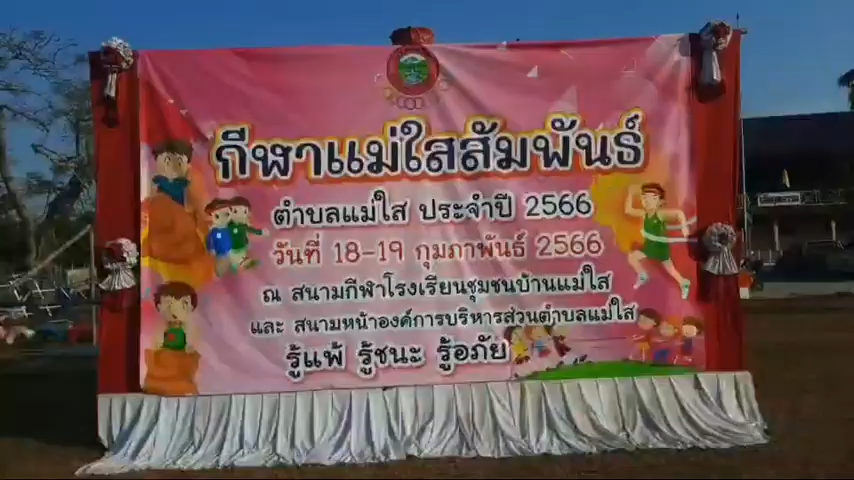 กีฬาแม่ใสสัมพันธ์
ตำบลแม่ใส ประจำปี 2566
วันที่ 18-19 กุมภาพันธ์ 2566
ณ สนามกีฬาโรงเรียนชุมชนบ้านแม่ใส
และ สนามหน้าองค์การบริหารส่วนตำบลแม่ใส
รู้แพ้ รู้ชนะ รู้อภัย